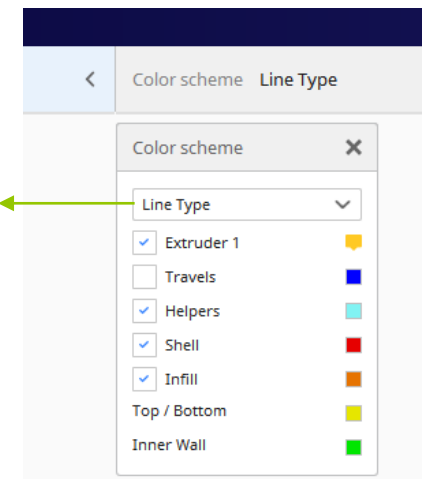 Color scheme Line Type
Color scheme
Line Type
Extruder 1
Travels
Helpers
Shell
Infill
Top / Bottom
Inner Wall